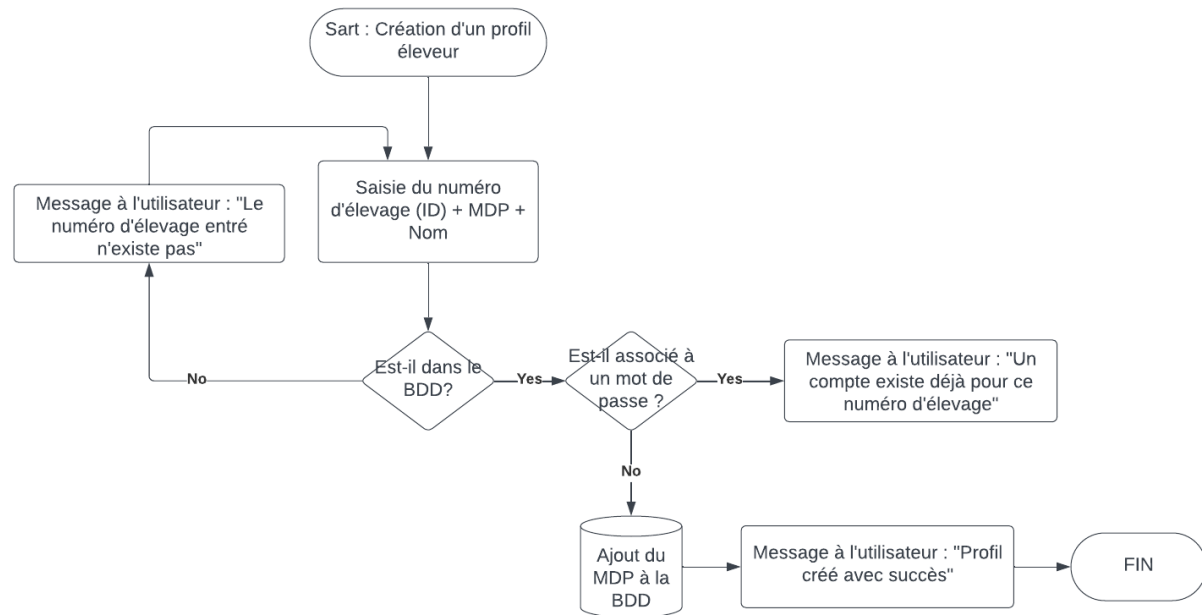 Sart : Création d'un profil
éleveur
Message à l'utilisateur : "Le
numéro d'élevage entré
n'existe pas"
Saisie du numéro
d'élevage (ID) + MDP +
Nom
Est-il dans le
BDD?
No
Yes
Est-il associé à
un mot de
passe ?
Yes
Message à l'utilisateur : "Un
compte existe déjà pour ce
numéro d'élevage"
No
Ajout du
MDP à la
BDD
Message à l'utilisateur : "Profil
créé avec succès"
FIN